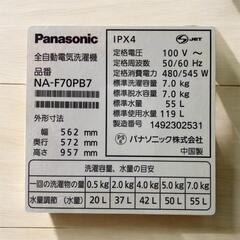 Panasonic
全自動電気洗濯機
品番
NA-F70PB7
外形寸法
幅 562 mm
奥行 572 mm
高さ 957 mm
IPX4
JET
定格電圧 100 V ～
定格周波数 50/60 Hz
定格消費電力 480/545 W
標準洗濯容量 7.0 kg
標準脱水容量 7.0 kg
標準水量 55 L
標準使用水量 119 L
製造番号 1492302531
パナソニック株式会社
中国製
洗濯容量、水量の目安
一回の洗濯物の量 0.5 kg 2.0 kg 4.0 kg 5.0 kg 7.0 kg
水量調節（水量） 20 L 37 L 42 L 50 L 55 L